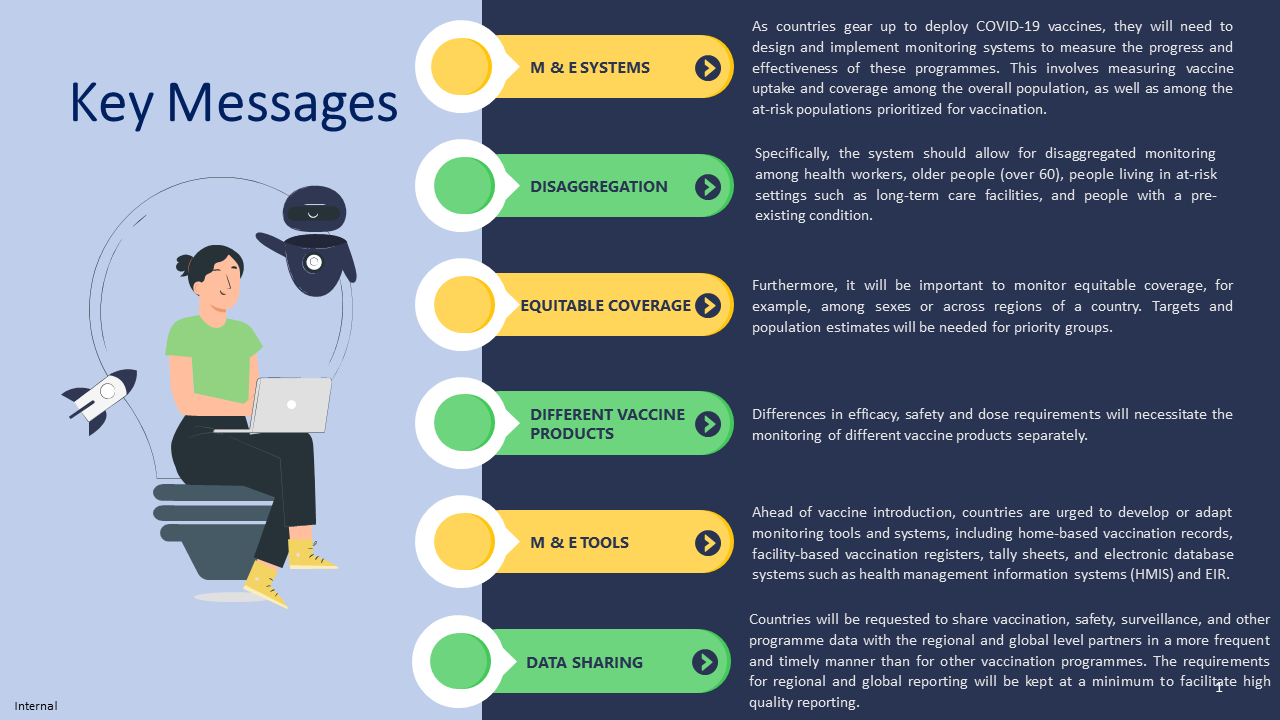 Key Messages
M & E SYSTEMS
As countries gear up to deploy COVID-19 vaccines, they will need to
design and implement monitoring systems to measure the progress and
effectiveness of these programmes. This involves measuring vaccine
uptake and coverage among the overall population, as well as among the
at-risk populations prioritized for vaccination.
DISAGGREGATION
Specifically, the system should allow for disaggregated monitoring
among health workers, older people (over 60), people living in at-risk
settings such as long-term care facilities, and people with a pre-
existing condition.
EQUITABLE COVERAGE
Furthermore, it will be important to monitor equitable coverage, for
example, among sexes or across regions of a country. Targets and
population estimates will be needed for priority groups.
DIFFERENT VACCINE
PRODUCTS
Differences in efficacy, safety and dose requirements will necessitate the
monitoring of different vaccine products separately.
M & E TOOLS
Ahead of vaccine introduction, countries are urged to develop or adapt
monitoring tools and systems, including home-based vaccination records,
facility-based vaccination registers, tally sheets, and electronic database
systems such as health management information systems (HMIS) and EIR.
DATA SHARING
Countries will be requested to share vaccination, safety, surveillance, and other
programme data with the regional and global level partners in a more frequent
and timely manner than for other vaccination programmes. The requirements
for regional and global reporting will be kept at a minimum to facilitate high
quality reporting.
1
Internal